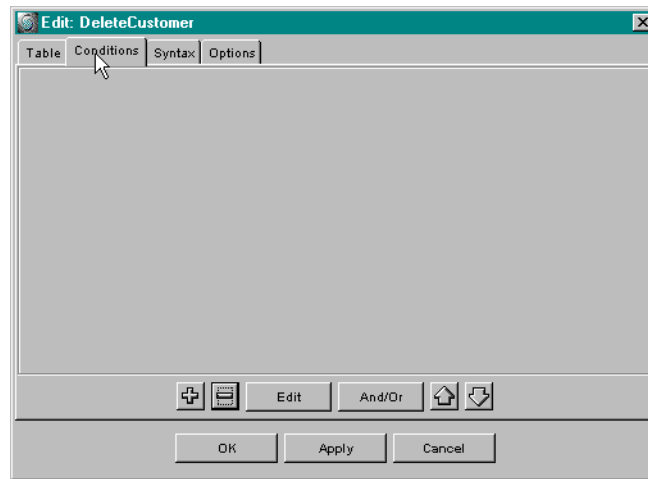 Edit: DeleteCustomer
Table Conditions Syntax Options
Edit And/Or
OK Apply Cancel